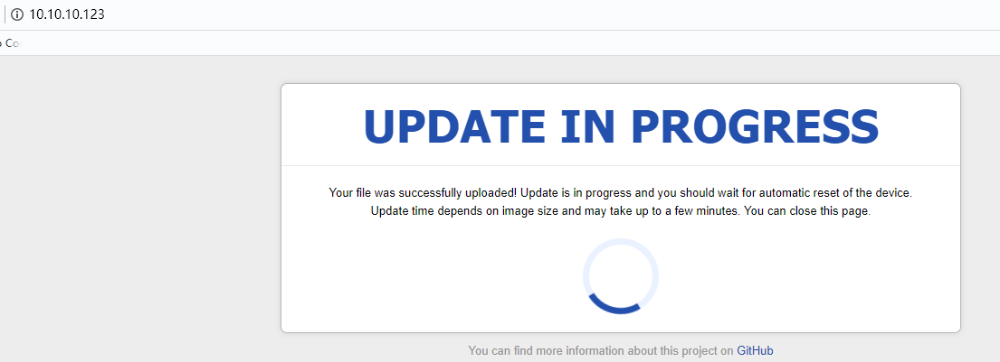 10.10.10.123
Co
UPDATE IN PROGRESS
Your file was successfully uploaded! Update is in progress and you should wait for automatic reset of the device.
Update time depends on image size and may take up to a few minutes. You can close this page.
You can find more information about this project on GitHub